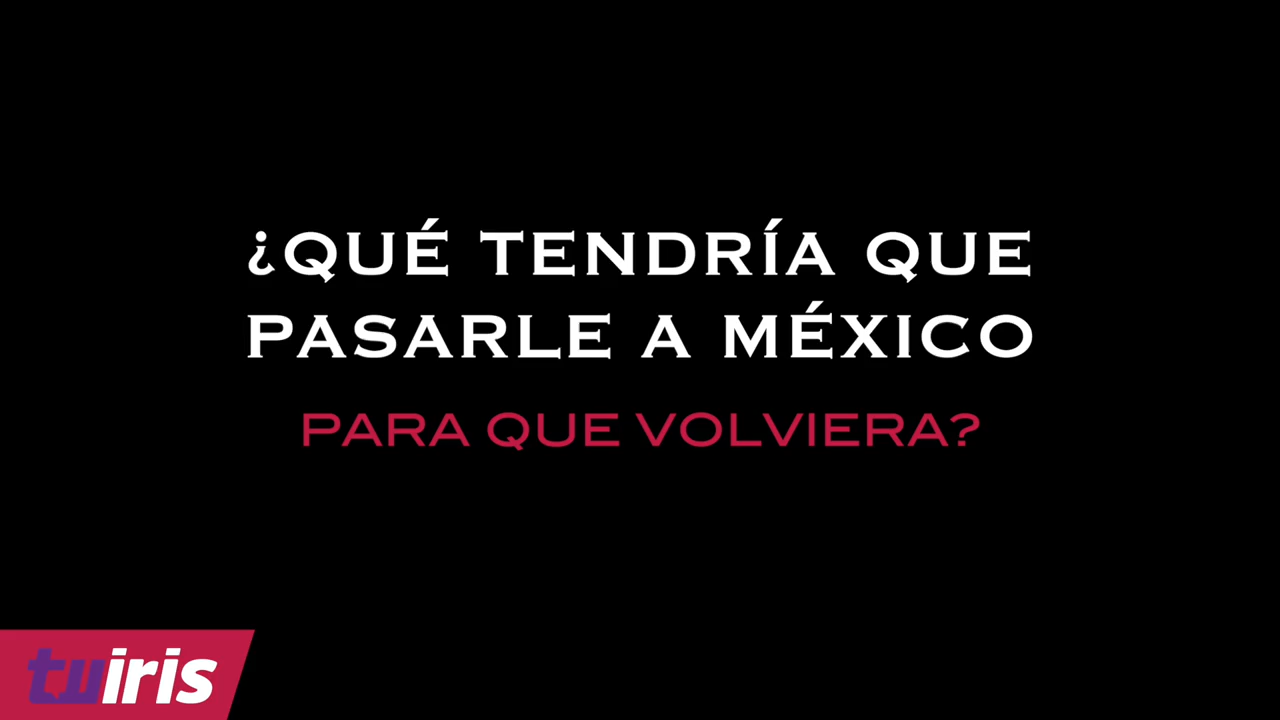 ¿QUÉ TENDRÍA QUE
PASARLE A MÉXICO
PARA QUE VOLVIERA?
tuiris